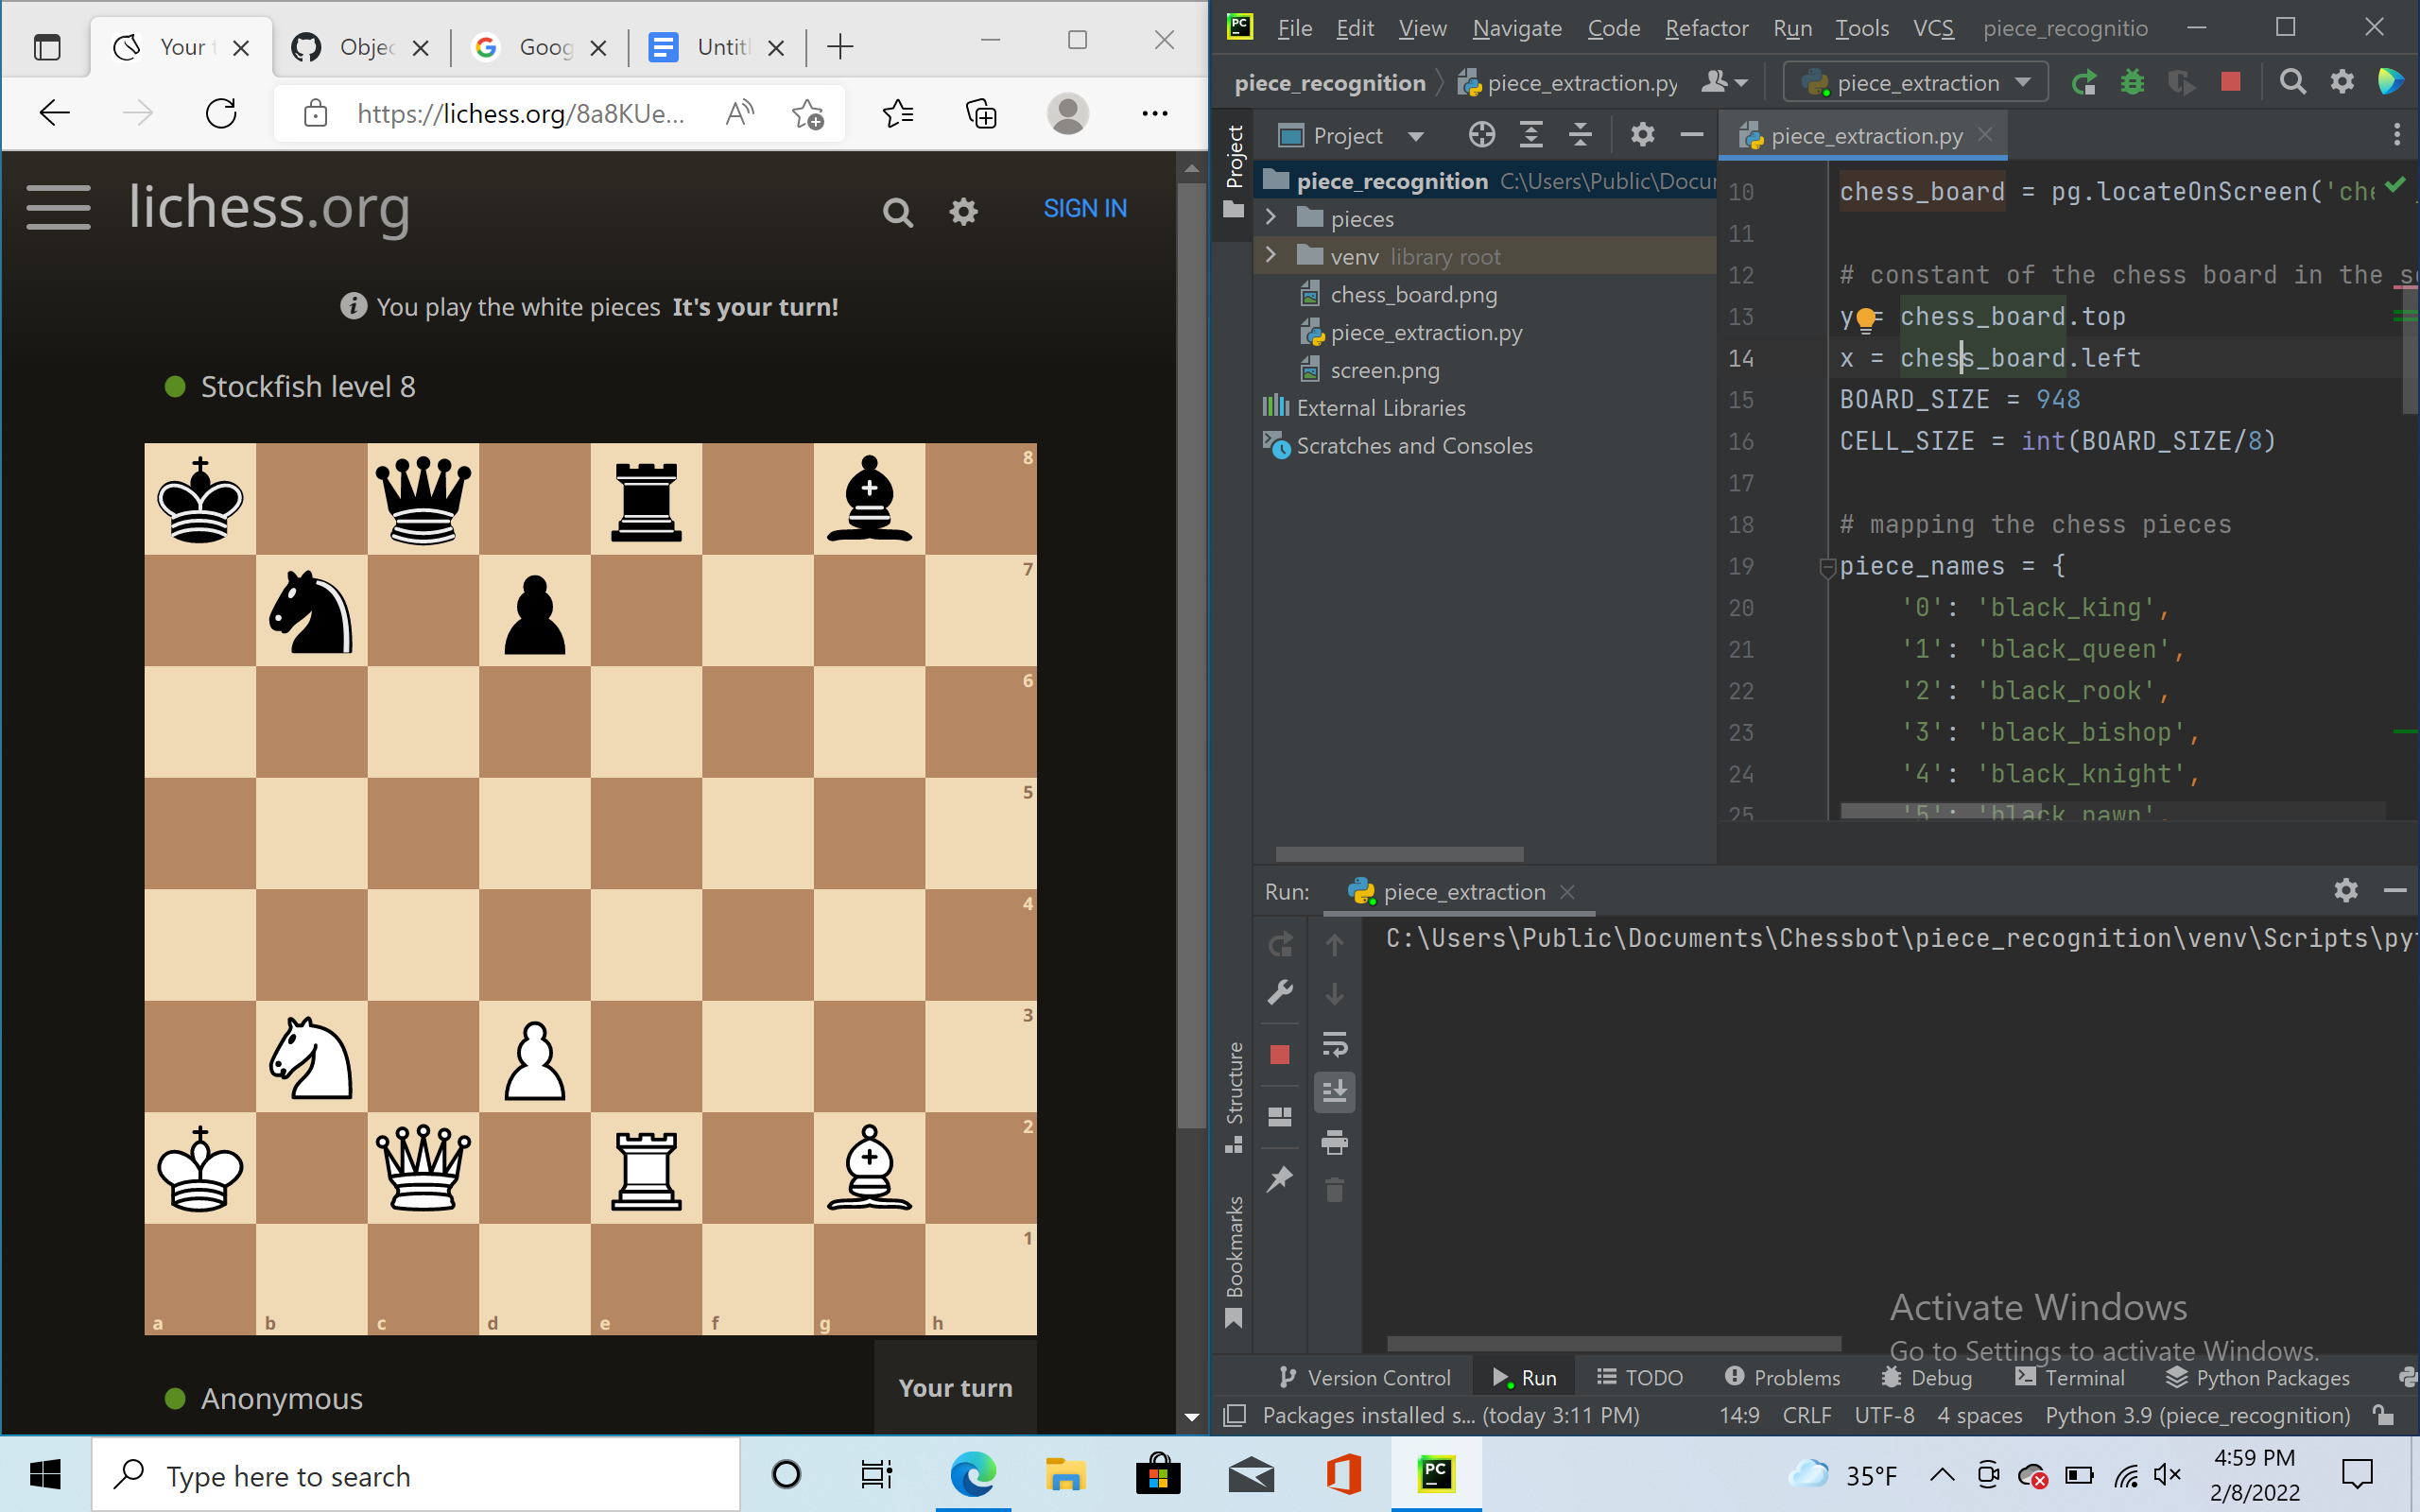 Your t
Objec
Goog
Untitl
https://lichess.org/8a8KUe...
lichess.org
SIGN IN
You play the white pieces It's your turn!
Stockfish level 8
8
7
6
5
4
3
2
1
a b c d e f g h
Your turn
Anonymous
PC File Edit View Navigate Code Refactor Run Tools VCS piece_recognitio
piece_recognition piece_extraction.py piece_extraction
Project
Project
piece_extraction.py
piece_recognition C:\Users\Public\Docu
pieces
venv library root
chess_board.png
piece_extraction.py
screen.png
External Libraries
Scratches and Consoles
10 chess_board = pg.locateOnScreen('che
11
12 # constant of the chess board in the s
13 y = chess_board.top
14 x = chess_board.left
15 BOARD_SIZE = 948
16 CELL_SIZE = int(BOARD_SIZE/8)
17
18 # mapping the chess pieces
19 piece_names = {
20 '0': 'black_king',
21 '1': 'black_queen',
22 '2': 'black_rook',
23 '3': 'black_bishop',
24 '4': 'black_knight',
25 '5': 'black_pawn',
Run: piece_extraction
C:\Users\Public\Documents\Chessbot\piece_recognition\venv\Scripts\py
Structure
Bookmarks
Activate Windows
Go to Settings to activate Windows.
Version Control Run TODO Problems Debug Terminal Python Packages
Packages installed s... (today 3:11 PM) 14:9 CRLF UTF-8 4 spaces Python 3.9 (piece_recognition)
Type here to search
PC
35°F
4:59 PM
2/8/2022